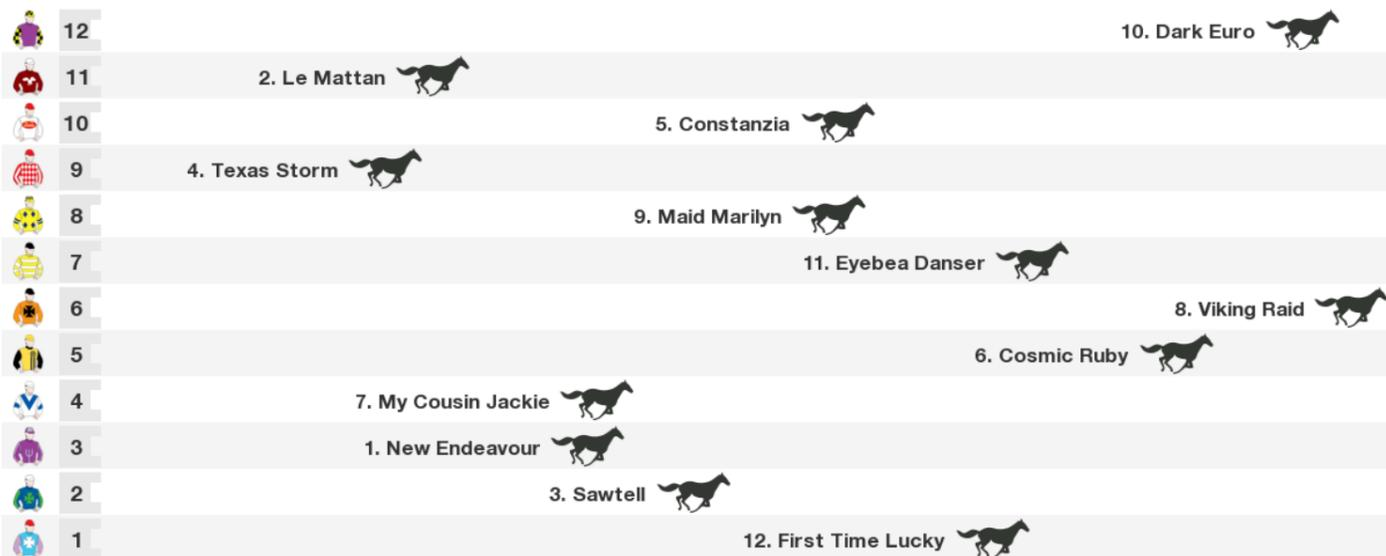 12 10. Dark Euro
11 2. Le Mattan
10 5. Constanzia
9 4. Texas Storm
8 9. Maid Marilyn
7 11. Eyebea Danser
6 8. Viking Raid
5 6. Cosmic Ruby
4 7. My Cousin Jackie
3 1. New Endeavour
2 3. Sawtell
1 12. First Time Lucky